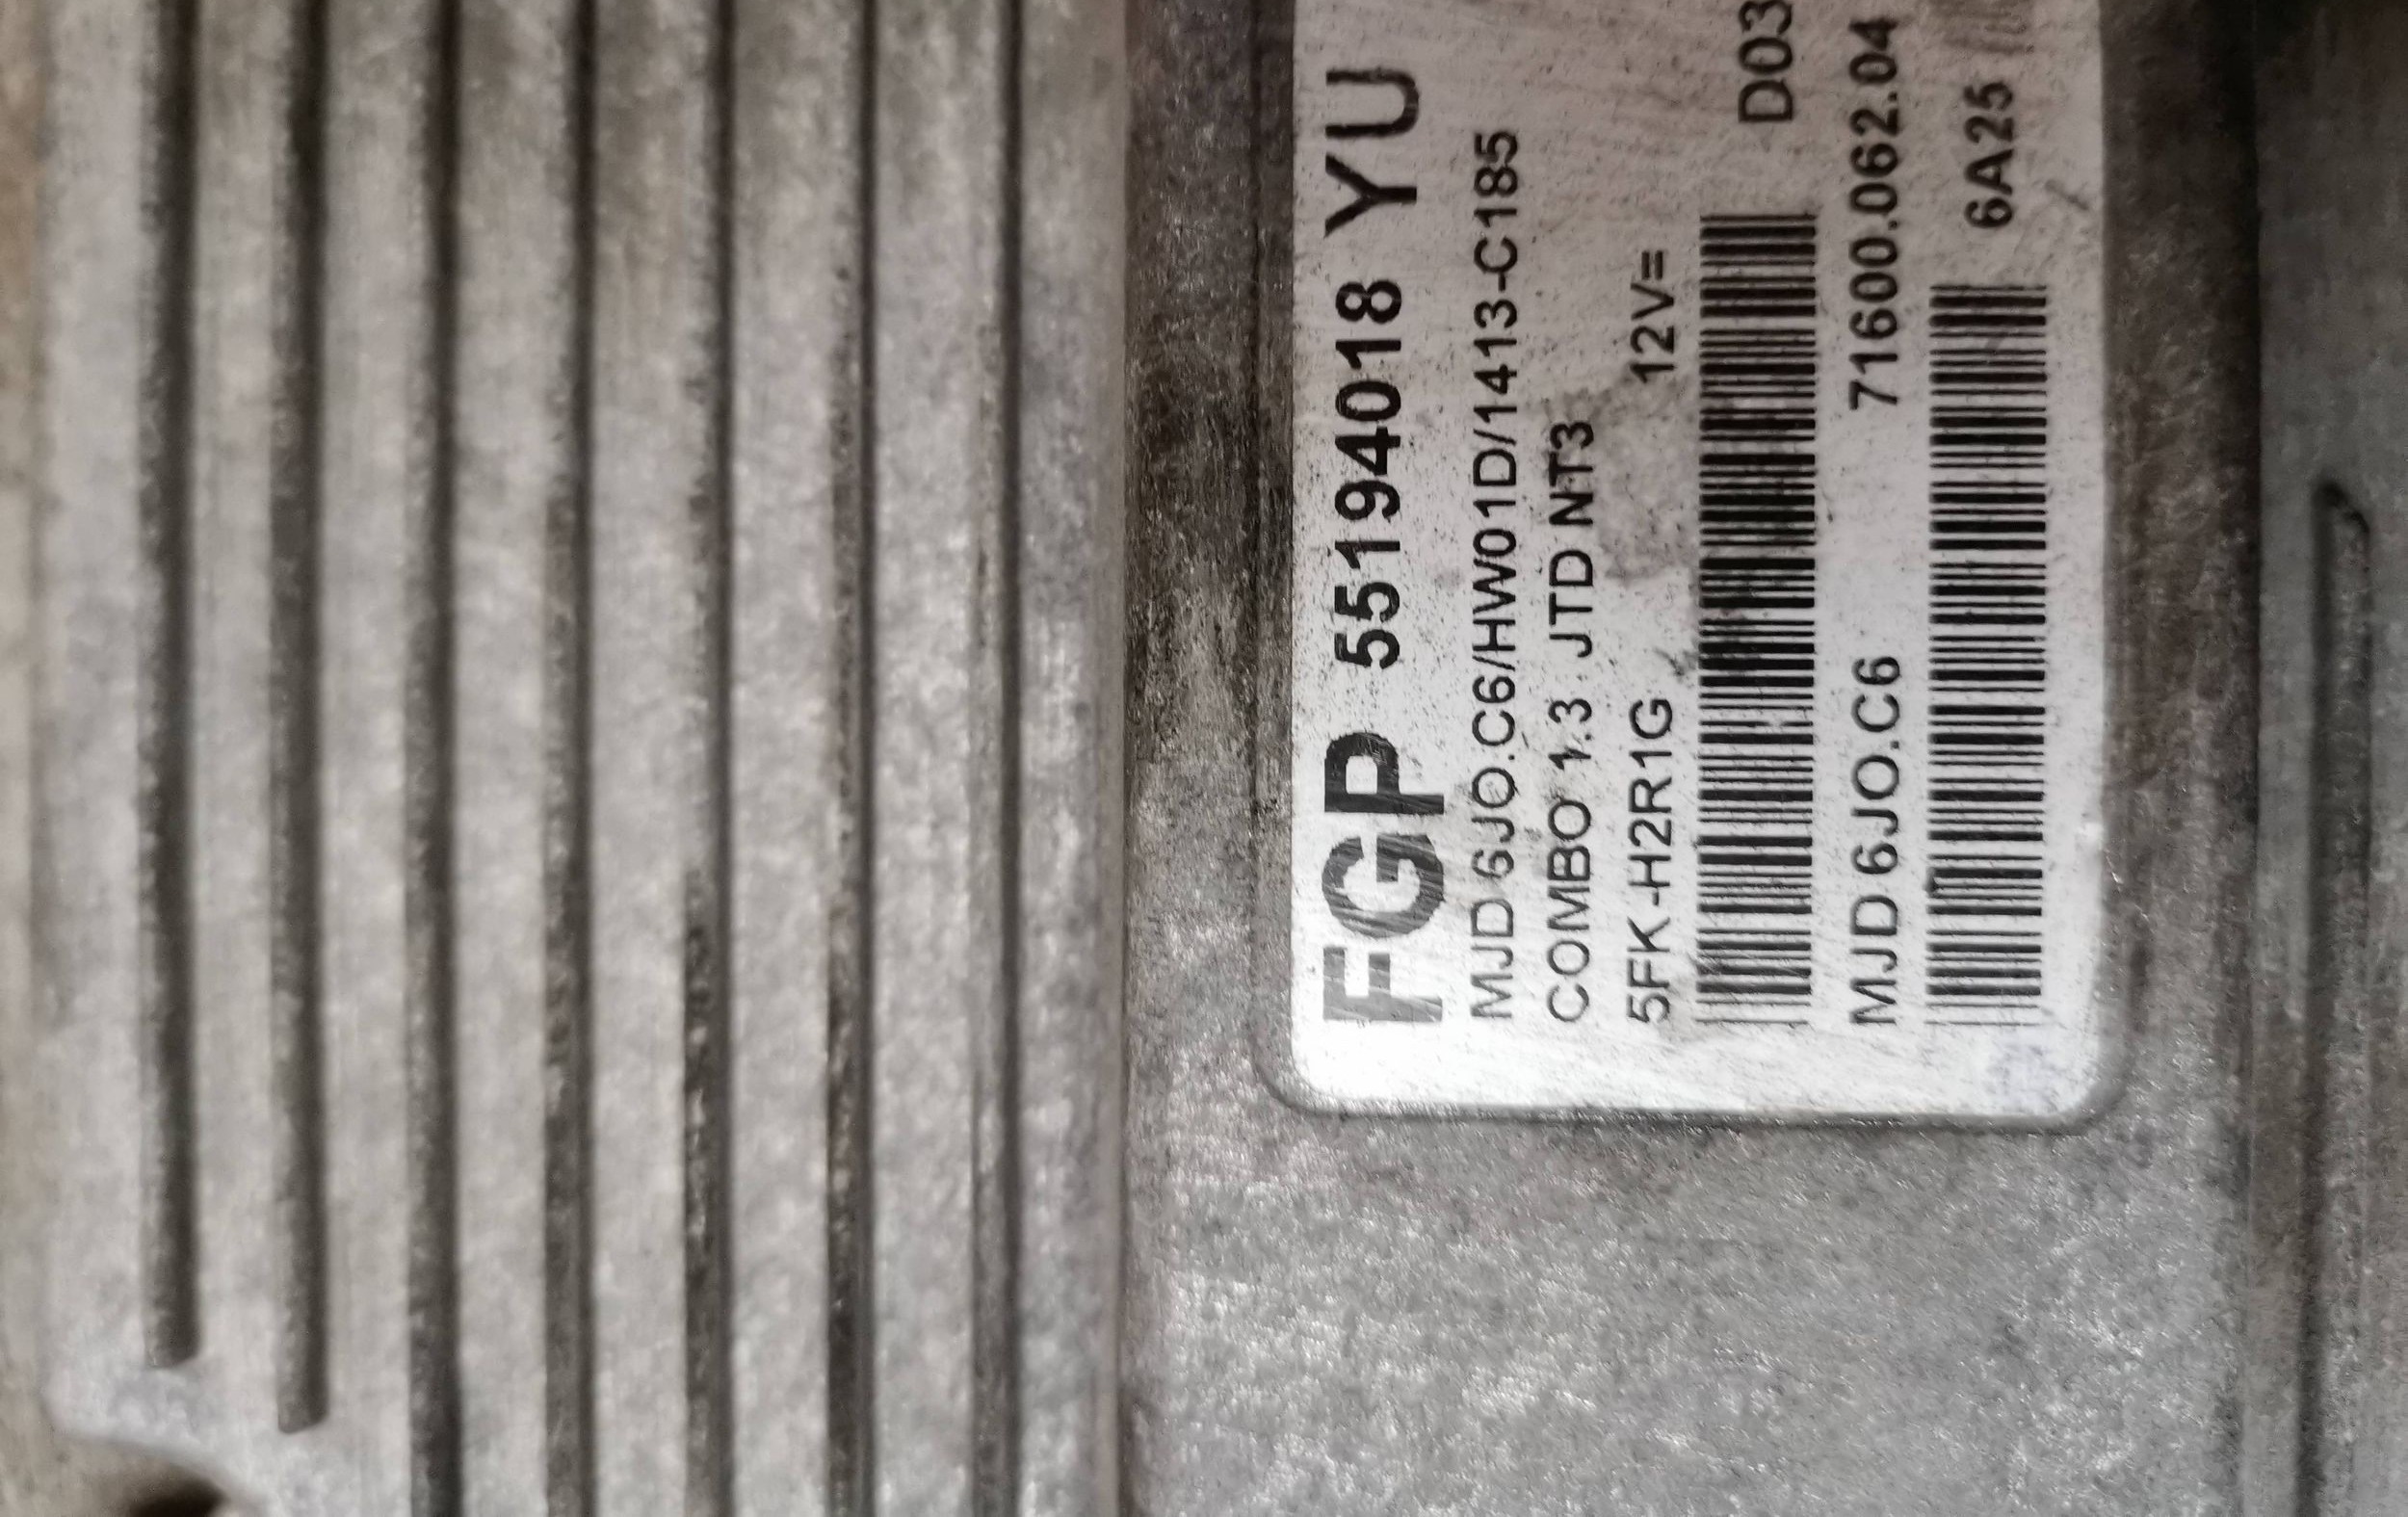 FGP 55194018 YU
MJD 6JO.C6/HW01D/1413-C185
COMBO 1.3 JTD NT3
5FK-H2R1G 12V=
D03
MJD 6JO.C6 71600.062.04
6A25